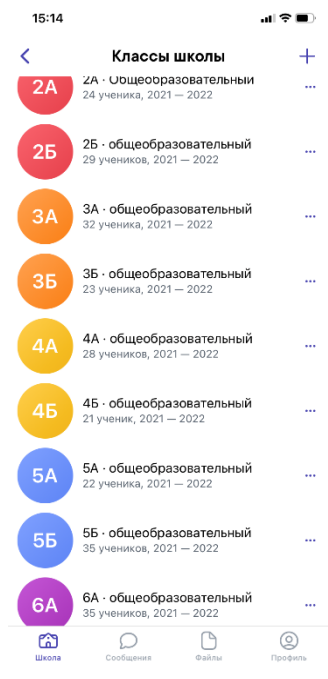 15:14
Классы школы
2А
2А · Общеобразовательный
24 ученика, 2021 — 2022
2Б
2Б · общеобразовательный
29 учеников, 2021 — 2022
3А
3А · общеобразовательный
32 ученика, 2021 — 2022
3Б
3Б · общеобразовательный
23 ученика, 2021 — 2022
4А
4А · общеобразовательный
28 учеников, 2021 — 2022
4Б
4Б · общеобразовательный
21 ученик, 2021 — 2022
5А
5А · общеобразовательный
22 ученика, 2021 — 2022
5Б
5Б · общеобразовательный
35 учеников, 2021 — 2022
6А
6А · общеобразовательный
35 учеников, 2021 — 2022
Школа Сообщения Файлы Профиль